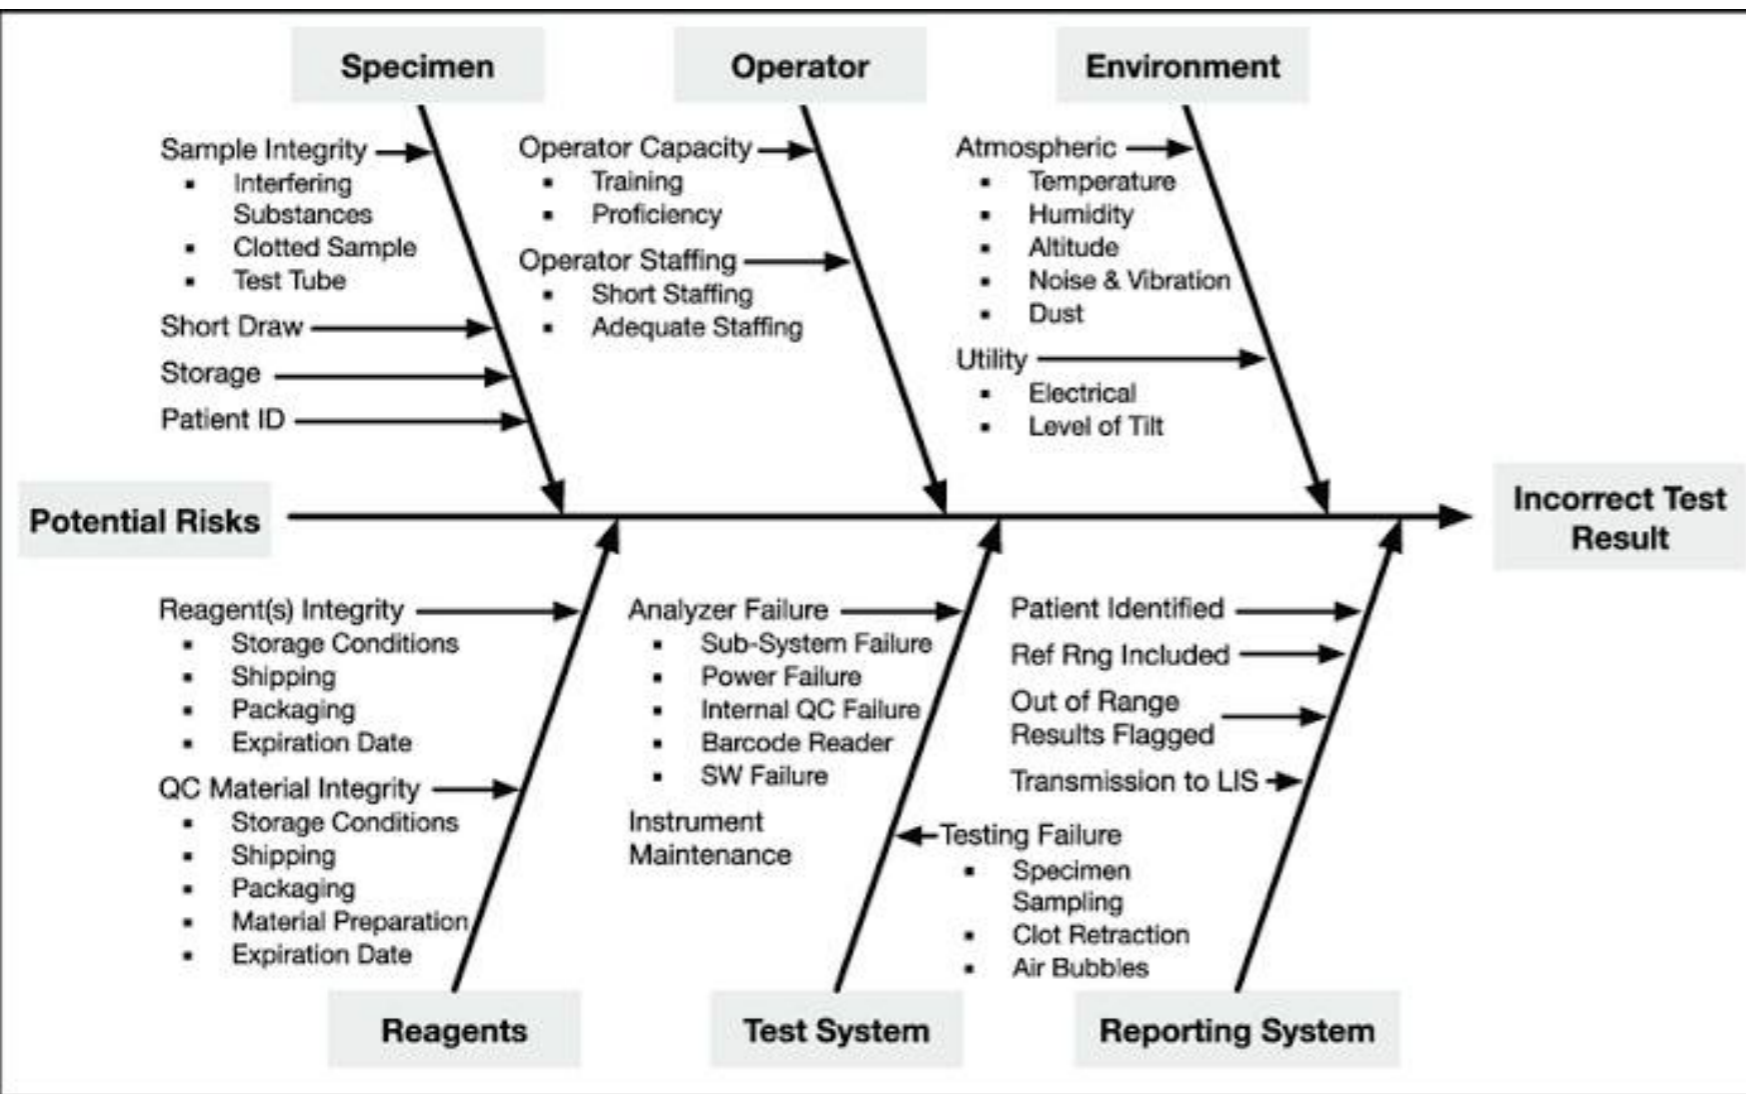 Specimen
Operator
Environment
Sample Integrity
▪ Interfering
Substances
▪ Clotted Sample
▪ Test Tube
Short Draw
Storage
Patient ID
Operator Capacity
▪ Training
▪ Proficiency
Operator Staffing
▪ Short Staffing
▪ Adequate Staffing
Atmospheric
▪ Temperature
▪ Humidity
▪ Altitude
▪ Noise & Vibration
▪ Dust
Utility
▪ Electrical
▪ Level of Tilt
Potential Risks
Incorrect Test
Result
Reagent(s) Integrity
▪ Storage Conditions
▪ Shipping
▪ Packaging
▪ Expiration Date
QC Material Integrity
▪ Storage Conditions
▪ Shipping
▪ Packaging
▪ Material Preparation
▪ Expiration Date
Analyzer Failure
▪ Sub-System Failure
▪ Power Failure
▪ Internal QC Failure
▪ Barcode Reader
▪ SW Failure
Instrument
Maintenance
Testing Failure
▪ Specimen
Sampling
▪ Clot Retraction
▪ Air Bubbles
Patient Identified
Ref Rng Included
Out of Range
Results Flagged
Transmission to LIS
Reagents
Test System
Reporting System